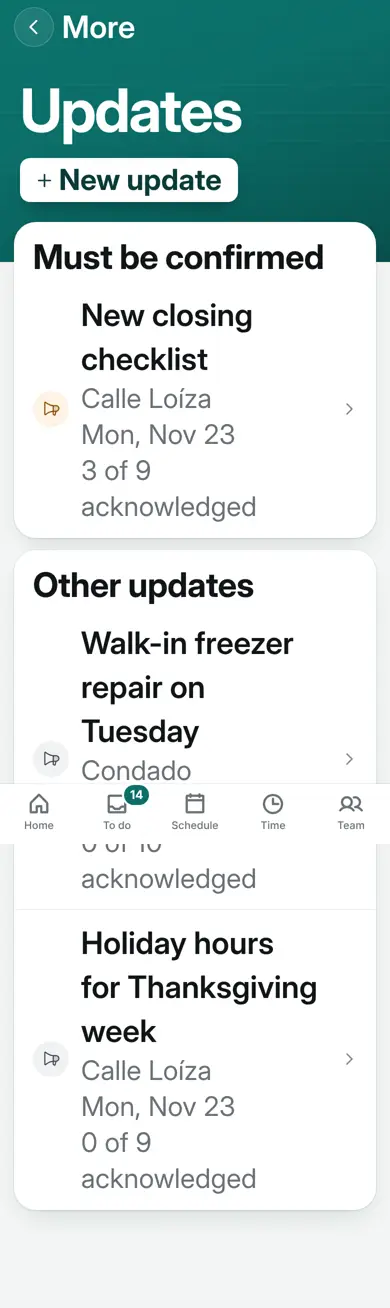 More
Updates
+ New update
Must be confirmed
New closing
checklist
Calle Loíza
Mon, Nov 23
3 of 9
acknowledged
Other updates
Walk-in freezer
repair on
Tuesday
Condado
14
Home
To do
Schedule
Time
Team
acknowledged
Holiday hours
for Thanksgiving
week
Calle Loíza
Mon, Nov 23
0 of 9
acknowledged